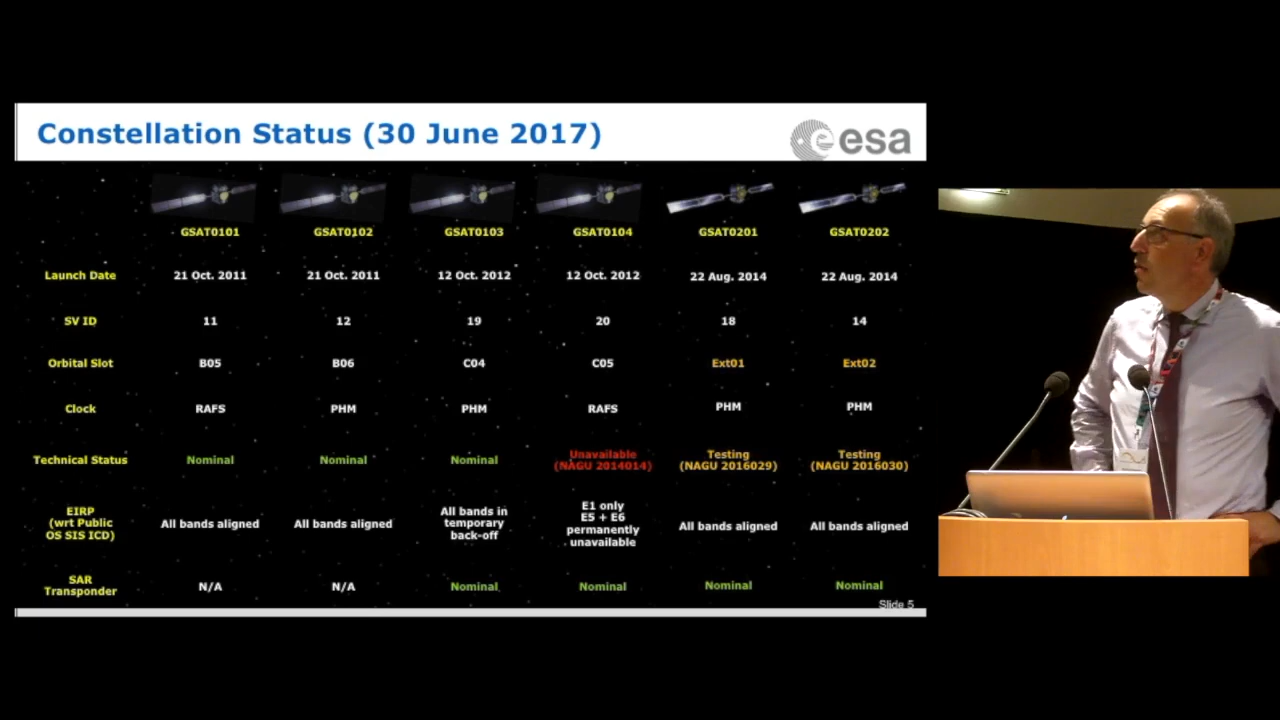 Constellation Status (30 June 2017)
esa
GSAT0101 GSAT0102 GSAT0103 GSAT0104 GSAT0201 GSAT0202
Launch Date 21 Oct. 2011 21 Oct. 2011 12 Oct. 2012 12 Oct. 2012 22 Aug. 2014 22 Aug. 2014
SV ID 11 12 19 20 18 14
Orbital Slot B05 B06 C04 C05 Ext01 Ext02
Clock RAFS PHM PHM RAFS PHM PHM
Technical Status Nominal Nominal Nominal Unavailable (NAGU 2014014) Testing (NAGU 2016029) Testing (NAGU 2016030)
EIRP (wrt Public OS SIS ICD) All bands aligned All bands aligned All bands in temporary back-off E1 only E5 + E6 permanently unavailable All bands aligned All bands aligned
SAR Transponder N/A N/A Nominal Nominal Nominal Nominal
Slide 5